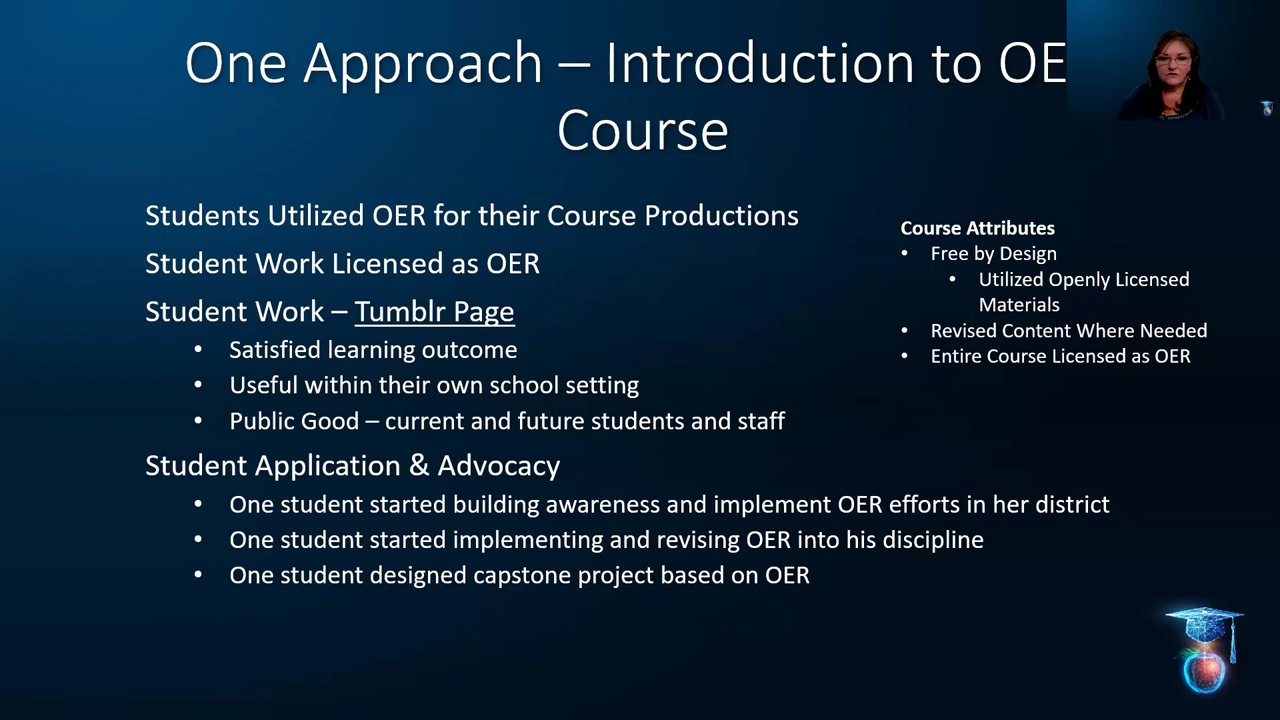 One Approach – Introduction to OE
Course
Students Utilized OER for their Course Productions
Student Work Licensed as OER
Student Work – Tumblr Page
• Satisfied learning outcome
• Useful within their own school setting
• Public Good – current and future students and staff
Student Application & Advocacy
• One student started building awareness and implement OER efforts in her district
• One student started implementing and revising OER into his discipline
• One student designed capstone project based on OER
Course Attributes
• Free by Design
• Utilized Openly Licensed
Materials
• Revised Content Where Needed
• Entire Course Licensed as OER